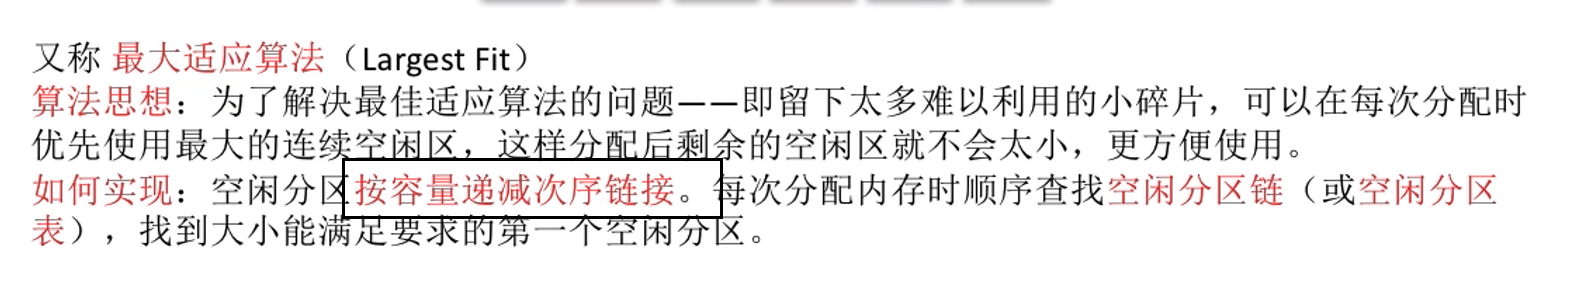 又称 最大适应算法（Largest Fit）
算法思想：为了解决最佳适应算法的问题——即留下太多难以利用的小碎片，可以在每次分配时
优先使用最大的连续空闲区，这样分配后剩余的空闲区就不会太小，更方便使用。
如何实现：空闲分区按容量递减次序链接。每次分配内存时顺序查找空闲分区链（或空闲分区
表），找到大小能满足要求的第一个空闲分区。